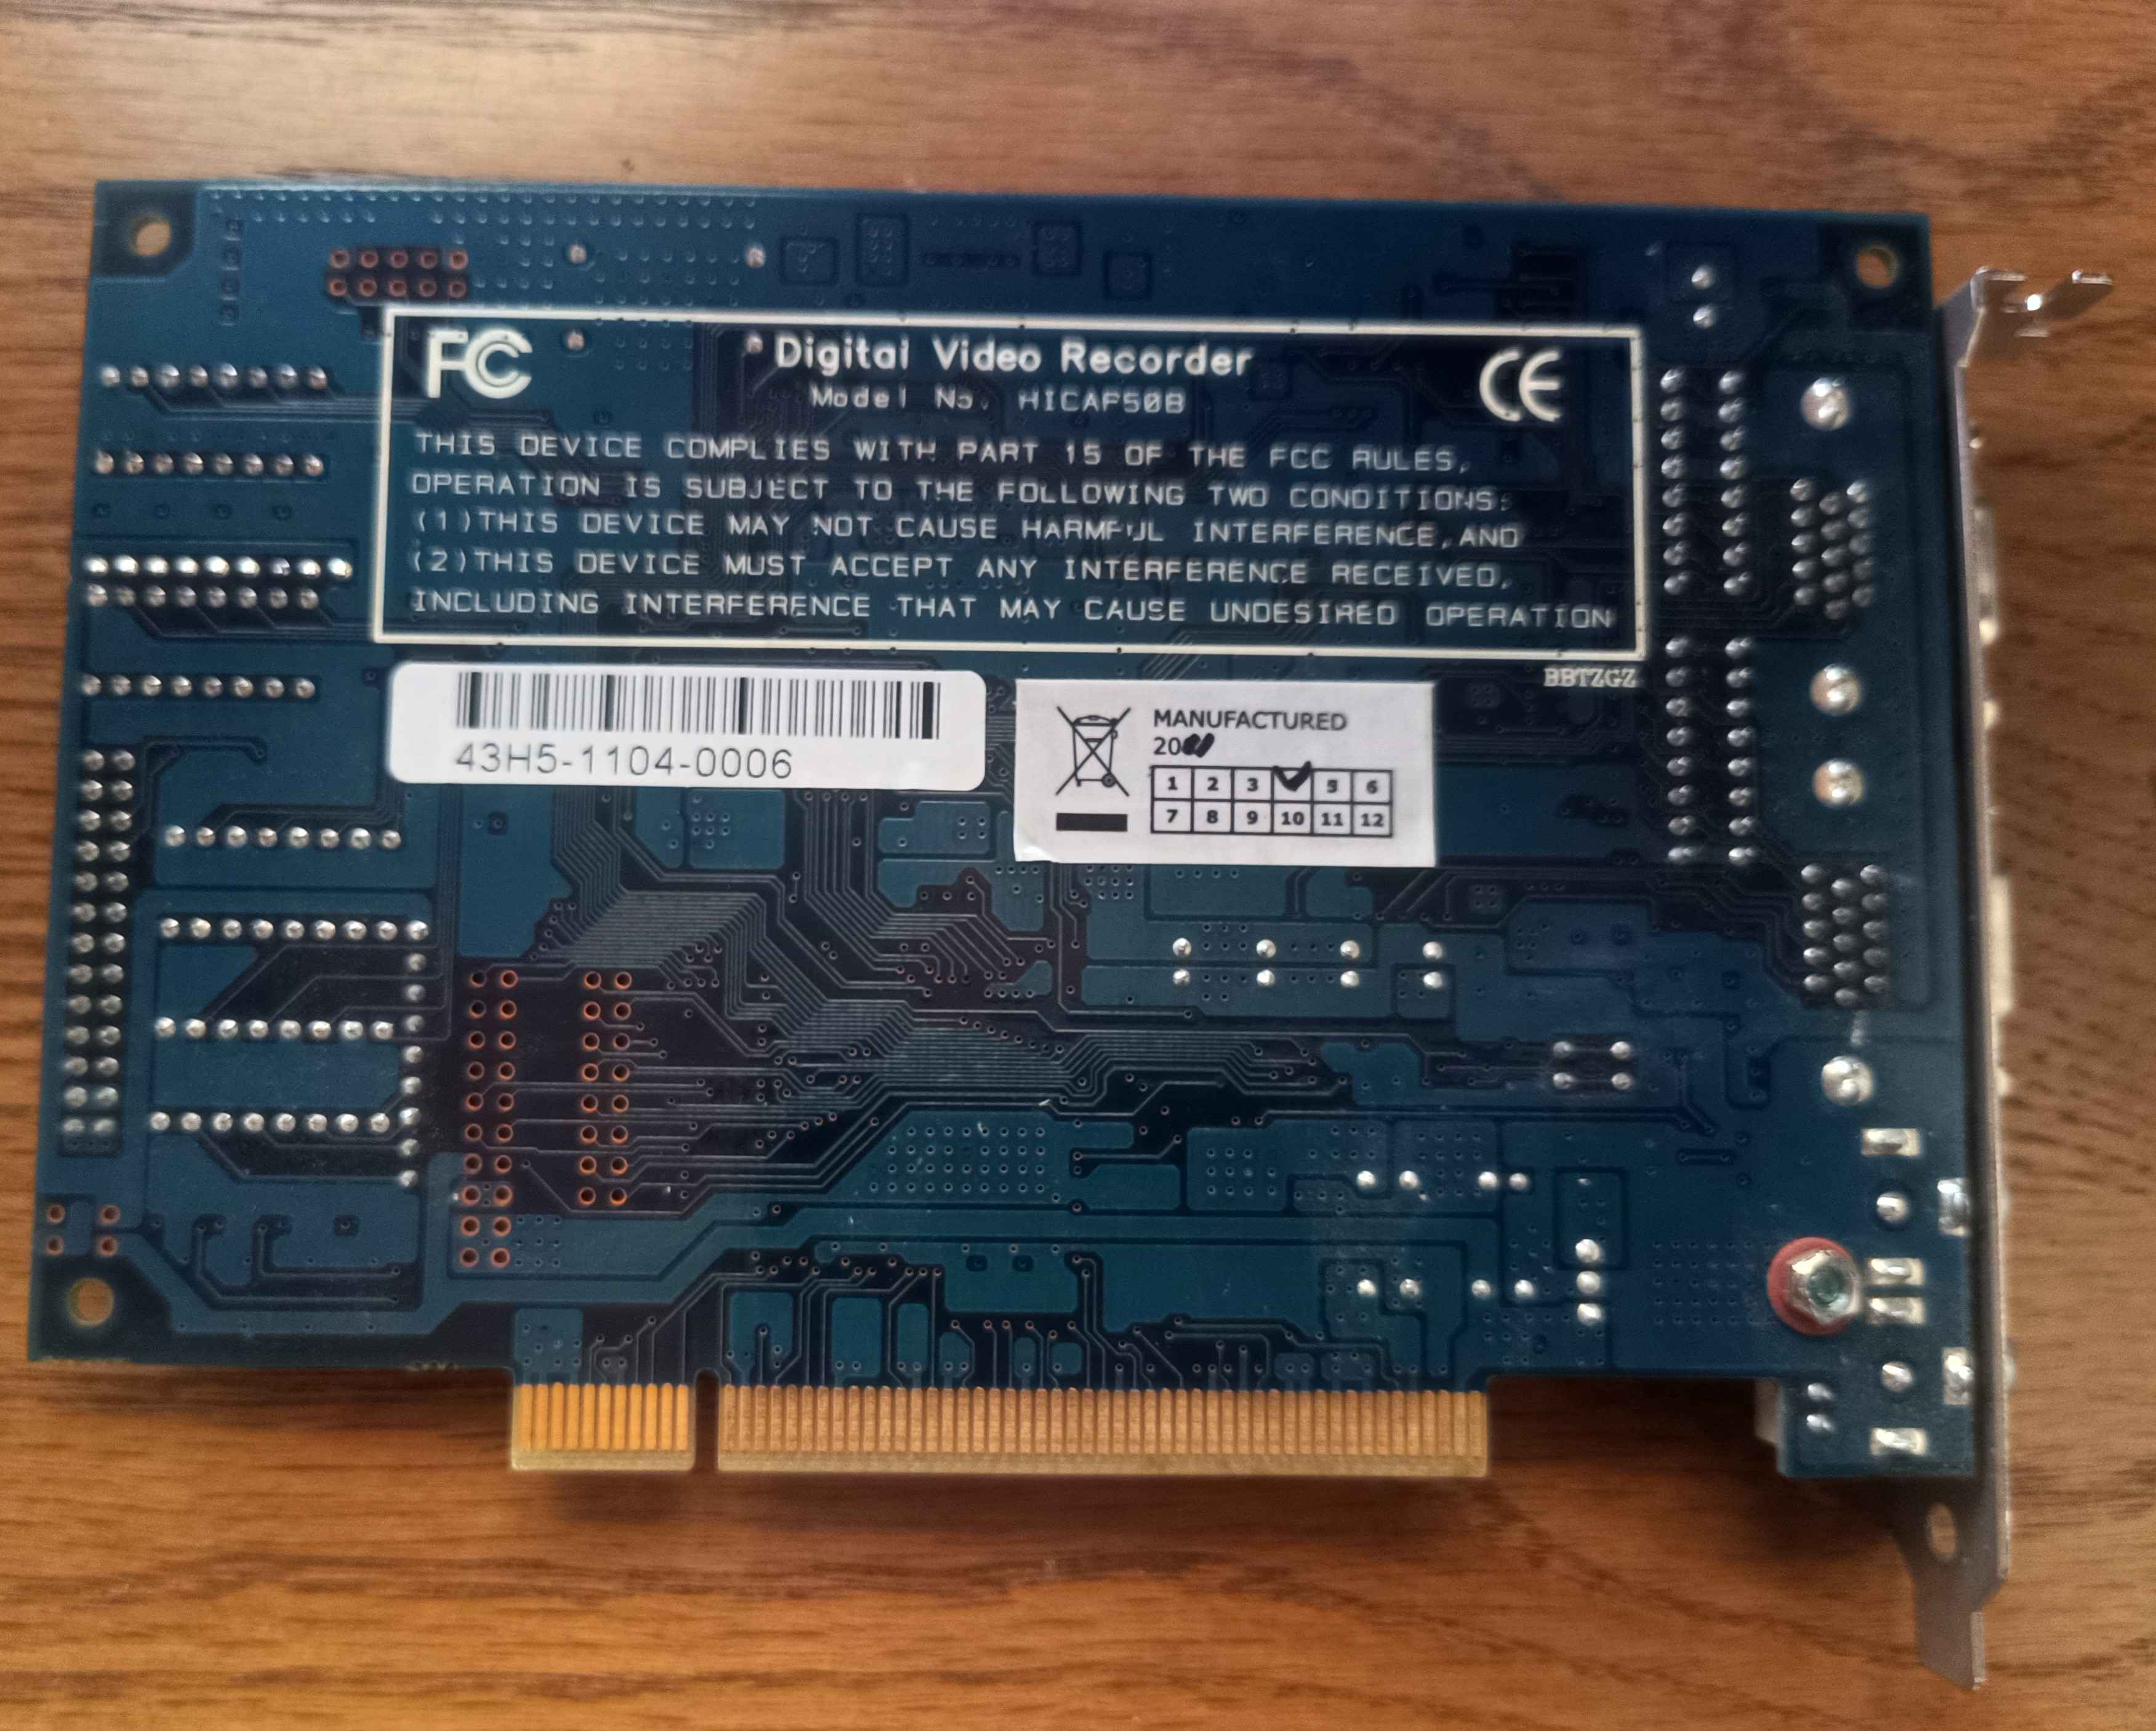 FC
Digital Video Recorder
CE
Model No. HICAP50B
THIS DEVICE COMPLIES WITH PART 15 OF THE FCC RULES,
OPERATION IS SUBJECT TO THE FOLLOWING TWO CONDITIONS:
(1)THIS DEVICE MAY NOT CAUSE HARMFUL INTERFERENCE,AND
(2)THIS DEVICE MUST ACCEPT ANY INTERFERENCE RECEIVED,
INCLUDING INTERFERENCE THAT MAY CAUSE UNDESIRED OPERATION
BBTZGZ
43H5-1104-0006
MANUFACTURED
2011
1 2 3 5 6
7 8 9 10 11 12